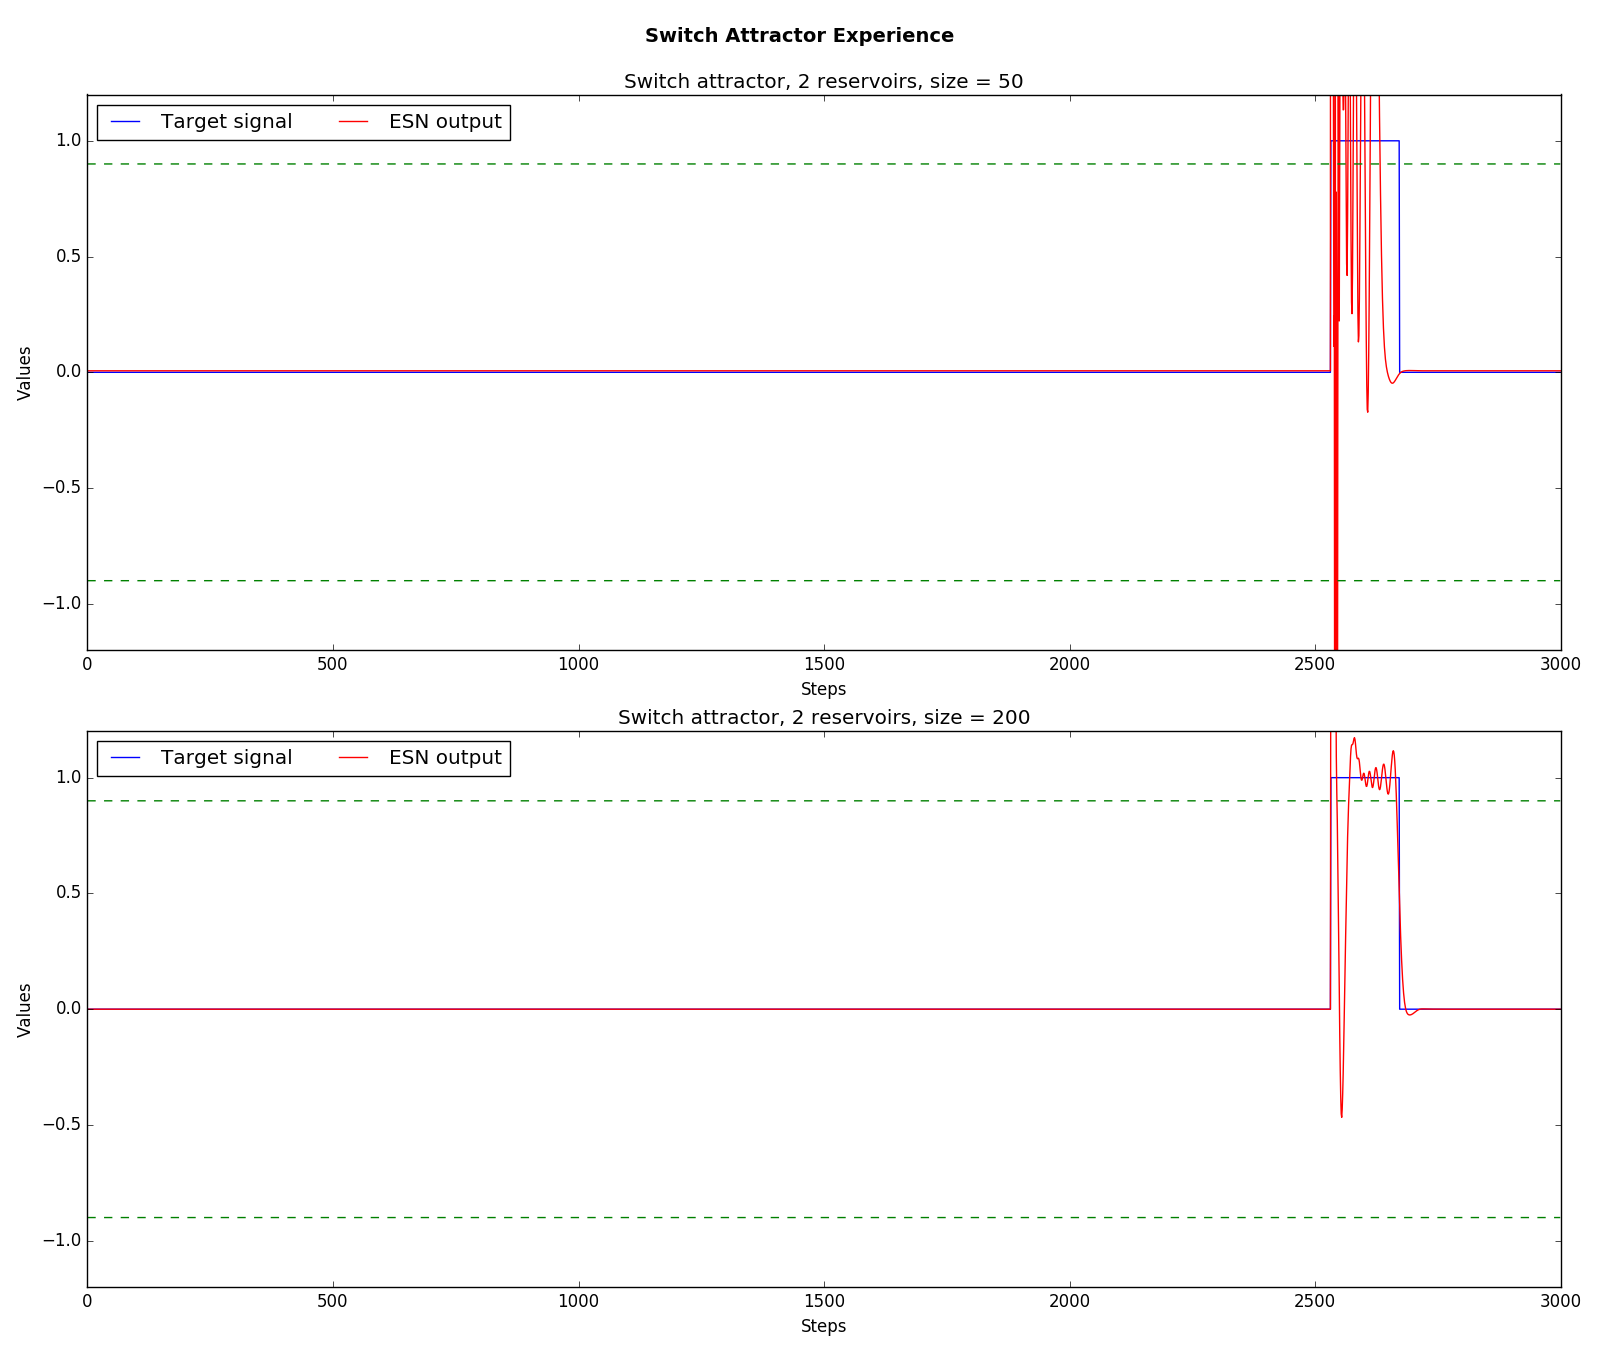 Switch Attractor Experience
Switch attractor, 2 reservoirs, size = 50
Target signal ESN output
1.0
0.5
0.0
−0.5
−1.0
Values
0 500 1000 1500 2000 2500 3000
Steps
Switch attractor, 2 reservoirs, size = 200
Target signal ESN output
1.0
0.5
0.0
−0.5
−1.0
Values
0 500 1000 1500 2000 2500 3000
Steps